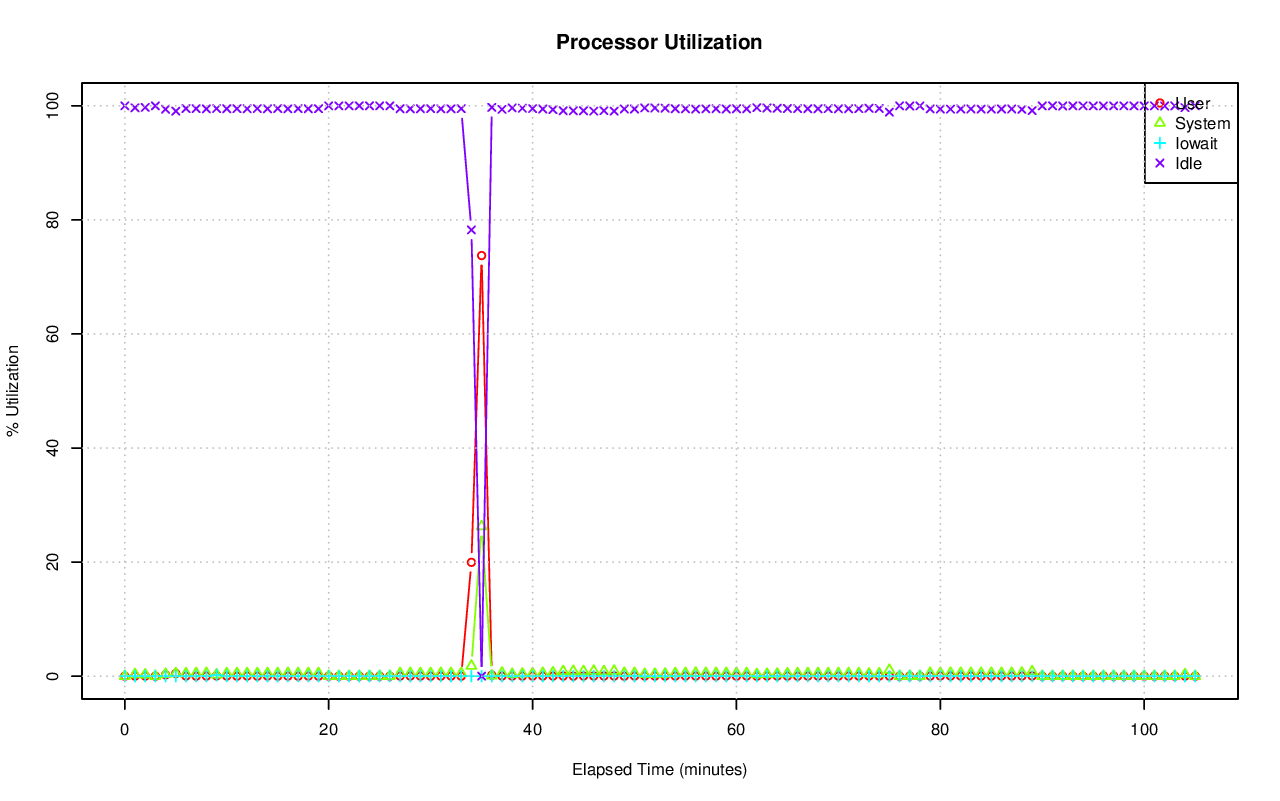 Processor Utilization
% Utilization
100
80
60
40
20
0
User
System
Iowait
Idle
0 20 40 60 80 100
Elapsed Time (minutes)